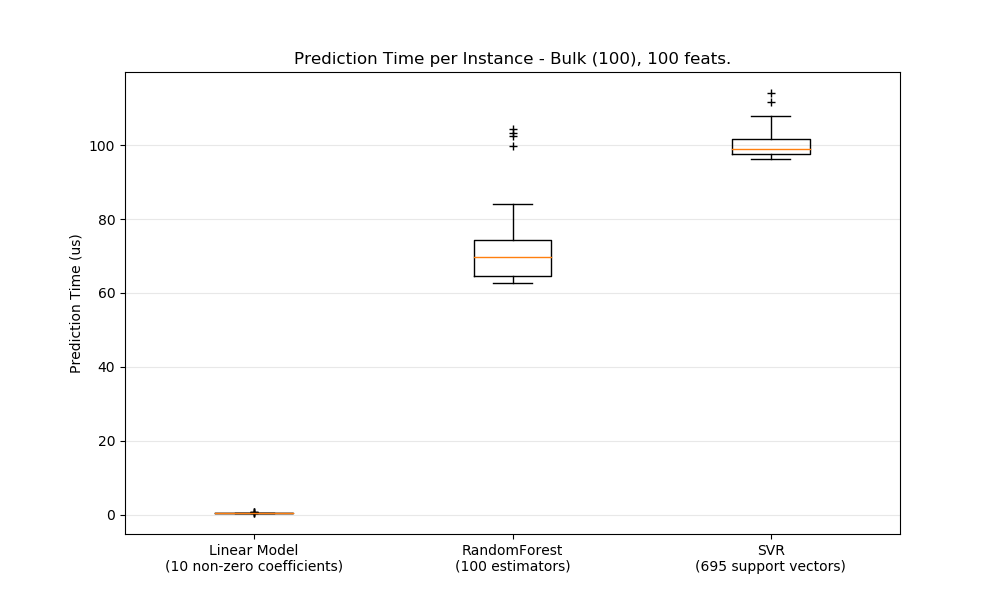 Prediction Time per Instance - Bulk (100), 100 feats.
Prediction Time (us)
100
80
60
40
20
0
Linear Model
(10 non-zero coefficients)
RandomForest
(100 estimators)
SVR
(695 support vectors)